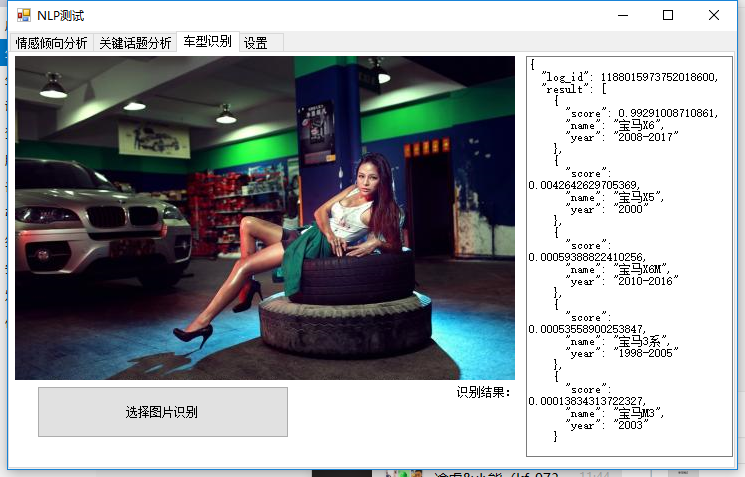 NLP测试
情感倾向分析 关键话题分析 车型识别 设置
{
"log_id": 1188015973752018600,
"result": [
{
"score": 0.99291008710861,
"name": "宝马X6",
"year": "2008-2017"
},
{
"score":
0.0042642629705369,
"name": "宝马X5",
"year": "2000"
},
{
"score":
0.00059388822410256,
"name": "宝马X6M",
"year": "2010-2016"
},
{
"score":
0.00053558900253847,
"name": "宝马3系",
"year": "1998-2005"
},
{
"score":
0.00013834313722327,
"name": "宝马M3",
"year": "2003"
}
识别结果:
选择图片识别
11:44